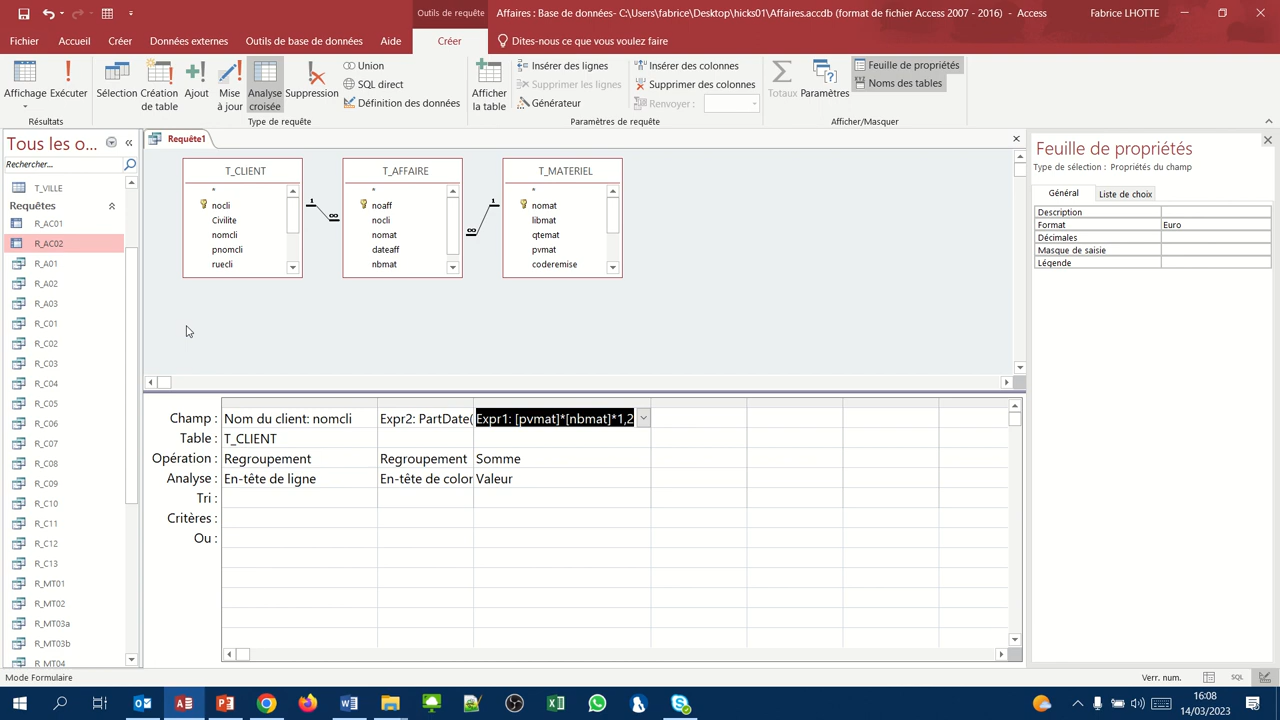 Outils de requête
Affaires : Base de données- C:\Users\fabrice\Desktop\hicks01\Affaires.accdb (format de fichier Access 2007 - 2016) - Access
Fabrice LHOTTE
Fichier
Accueil
Créer
Données externes
Outils de base de données
Aide
Créer
Dites-nous ce que vous voulez faire
Affichage
Exécuter
Résultats
Sélection
Création de table
Ajout
Mise à jour
Analyse croisée
Suppression
Union
SQL direct
Définition des données
Type de requête
Afficher la table
Insérer des lignes
Supprimer les lignes
Générateur
Insérer des colonnes
Supprimer des colonnes
Renvoyer :
Paramètres de requête
Totaux
Paramètres
Feuille de propriétés
Noms des tables
Afficher/Masquer
Tous les o...
Rechercher...
T_VILLE
Requêtes
R_AC01
R_AC02
R_A01
R_A02
R_A03
R_C01
R_C02
R_C03
R_C04
R_C05
R_C06
R_C07
R_C08
R_C09
R_C10
R_C11
R_C12
R_C13
R_MT01
R_MT02
R_MT03a
R_MT03b
R_MT04
Requête1
T_CLIENT
*
nocli
Civilite
nomcli
pnomcli
ruecli
1
∞
T_AFFAIRE
*
noaff
nocli
nomat
dateaff
nbmat
∞
1
T_MATERIEL
*
nomat
libmat
qtemat
pvmat
coderemise
Champ : Nom du client: nomcli Expr2: PartDate( Expr1: [pvmat]*[nbmat]*1,2
Table : T_CLIENT
Opération : Regroupement Regroupement Somme
Analyse : En-tête de ligne En-tête de color Valeur
Tri :
Critères :
Ou :
Feuille de propriétés
Type de sélection : Propriétés du champ
Général
Liste de choix
Description
Format Euro
Décimales
Masque de saisie
Légende
Mode Formulaire
Verr. num.
SQL
16:08
14/03/2023